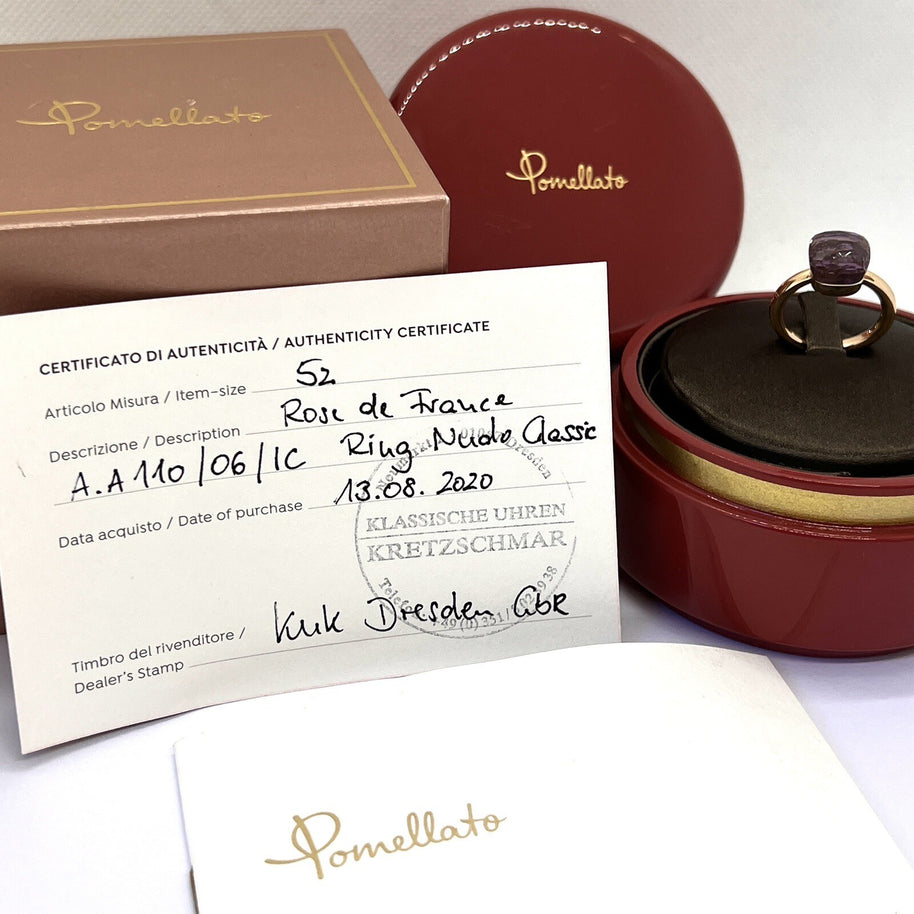 Pomellato
Pomellato
CERTIFICATO DI AUTENTICITÀ / AUTHENTICITY CERTIFICATE
Articolo Misura / Item-size 52
Descrizione / Description Rose de France
A.A110/06/IC Ring Nudo Classic
Data acquisto / Date of purchase 13.08.2020
Dresden
KLASSISCHE UHREN
KRETZSCHMAR
Timbro del rivenditore /
Dealer's Stamp KUK Dresden GbR
Pomellato